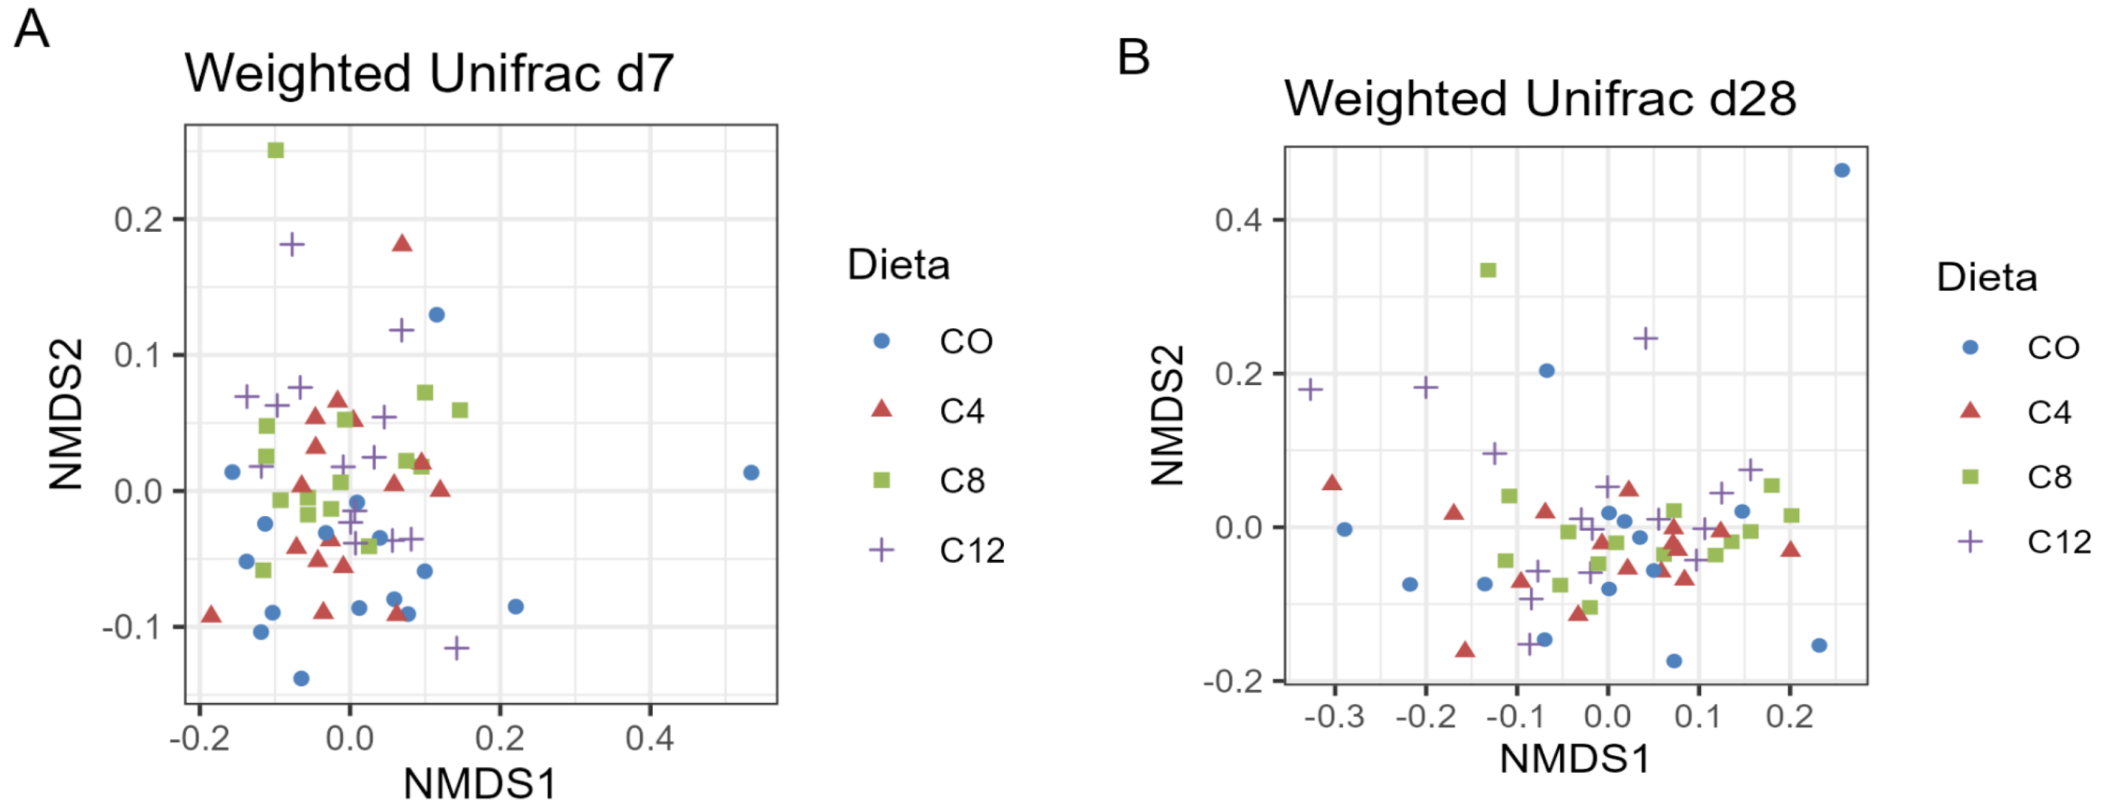 A
Weighted Unifrac d7
NMDS2
0.2
0.1
0.0
-0.1
-0.2
0.0
0.2
0.4
NMDS1
Dieta
CO
C4
C8
C12
B
Weighted Unifrac d28
NMDS2
0.4
0.2
0.0
-0.2
-0.3
-0.2
-0.1
0.0
0.1
0.2
NMDS1
Dieta
CO
C4
C8
C12